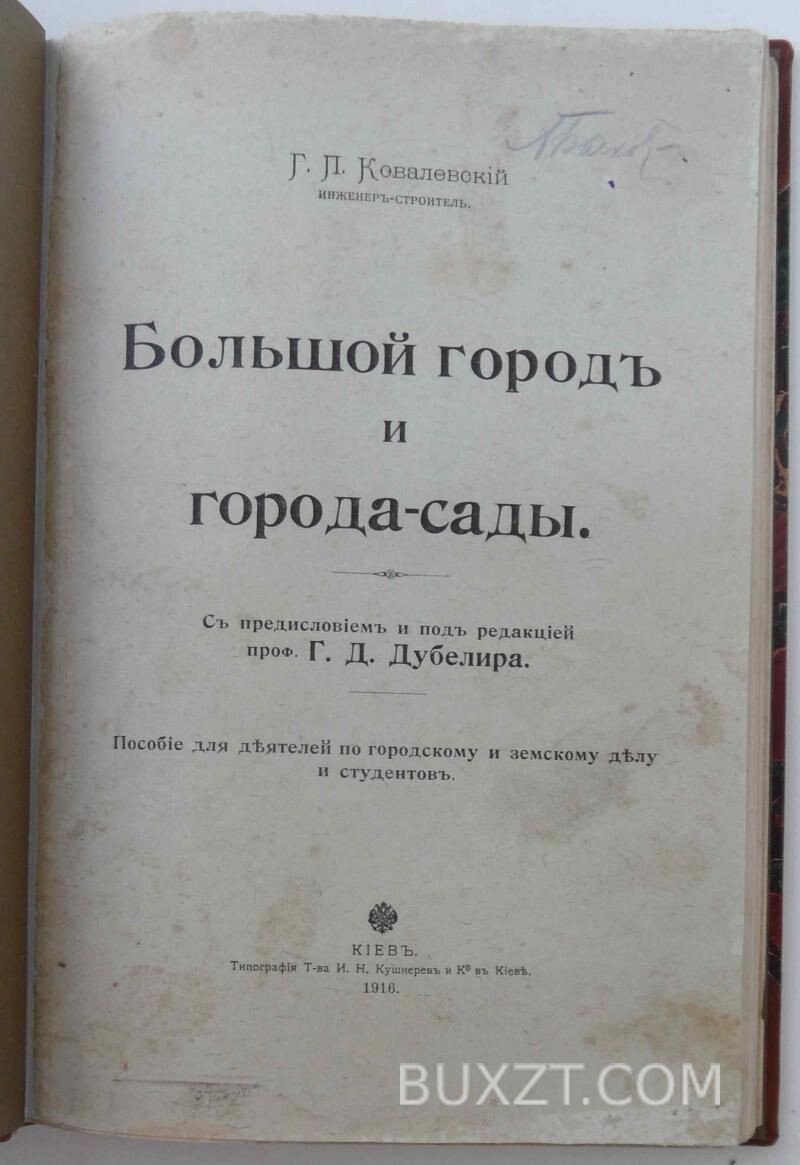 Г. П. Ковалевскій
ИНЖЕНЕРЪ-СТРОИТЕЛЬ.
Большой городъ
и
города-сады.
Съ предисловіемъ и подъ редакціей
проф. Г. Д. Дубелира.
Пособіе для дѣятелей по городскому и земскому дѣлу
и студентовъ.
КІЕВЪ.
Типографія Т-ва И. Н. Кушнеревъ и Кº въ Кіевѣ.
1916.
BUXZT.COM